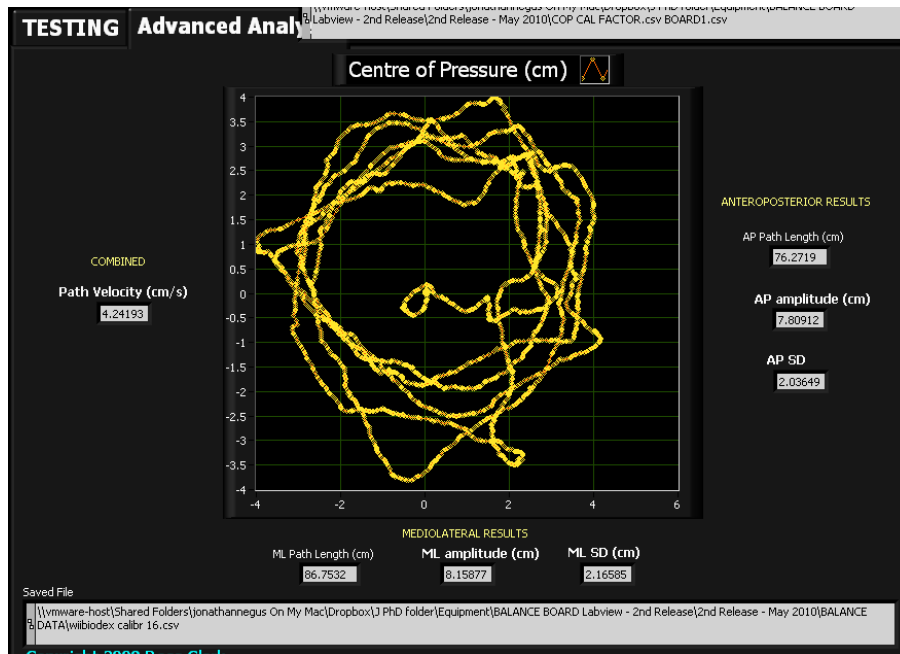 TESTING
Advanced Anal
\\vmware-host\Shared Folders\jonathannegus On My Mac\Dropbox\J PhD folder\Equipment\BALANCE BOARD
Labview - 2nd Release\2nd Release - May 2010\COP CAL FACTOR.csv BOARD1.csv
Centre of Pressure (cm)
4
3.5
3
2.5
2
1.5
1
0.5
0
-0.5
-1
-1.5
-2
-2.5
-3
-3.5
-4
-4
-2
0
2
4
6
COMBINED
Path Velocity (cm/s)
4.24193
ANTEROPOSTERIOR RESULTS
AP Path Length (cm)
76.2719
AP amplitude (cm)
7.80912
AP SD
2.03649
MEDIOLATERAL RESULTS
ML Path Length (cm)
ML amplitude (cm)
ML SD (cm)
86.7532
8.15877
2.16585
Saved File
\\vmware-host\Shared Folders\jonathannegus On My Mac\Dropbox\J PhD folder\Equipment\BALANCE BOARD Labview - 2nd Release\2nd Release - May 2010\BALANCE
DATA\wiibiodex calibr 16.csv